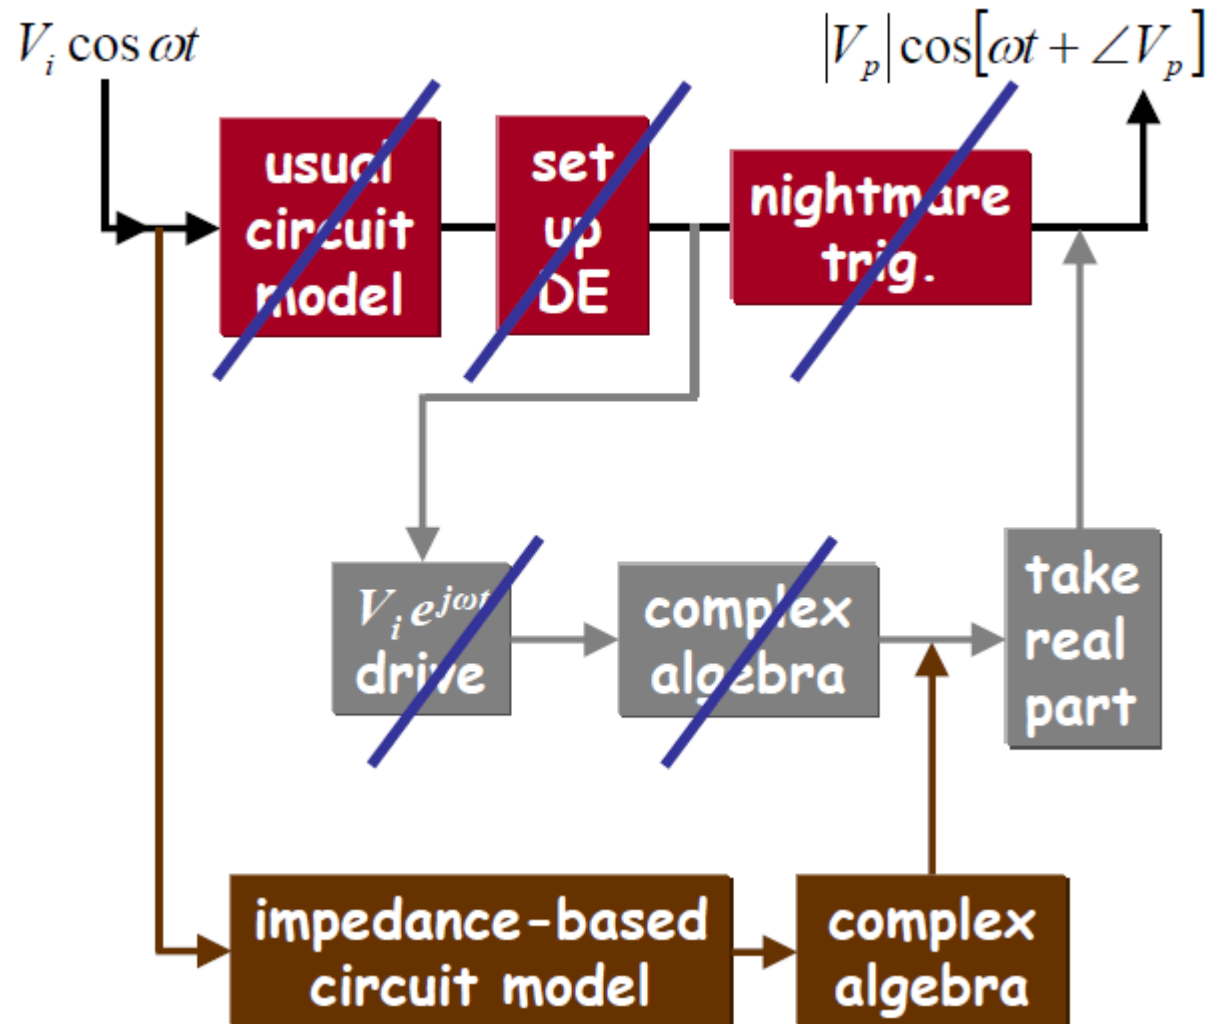 V_i cos ωt
|V_p| cos[ωt + ∠V_p]
usual
circuit
model
set
up
DE
nightmare
trig.
V_i e^{jωt}
drive
complex
algebra
take
real
part
impedance-based
circuit model
complex
algebra